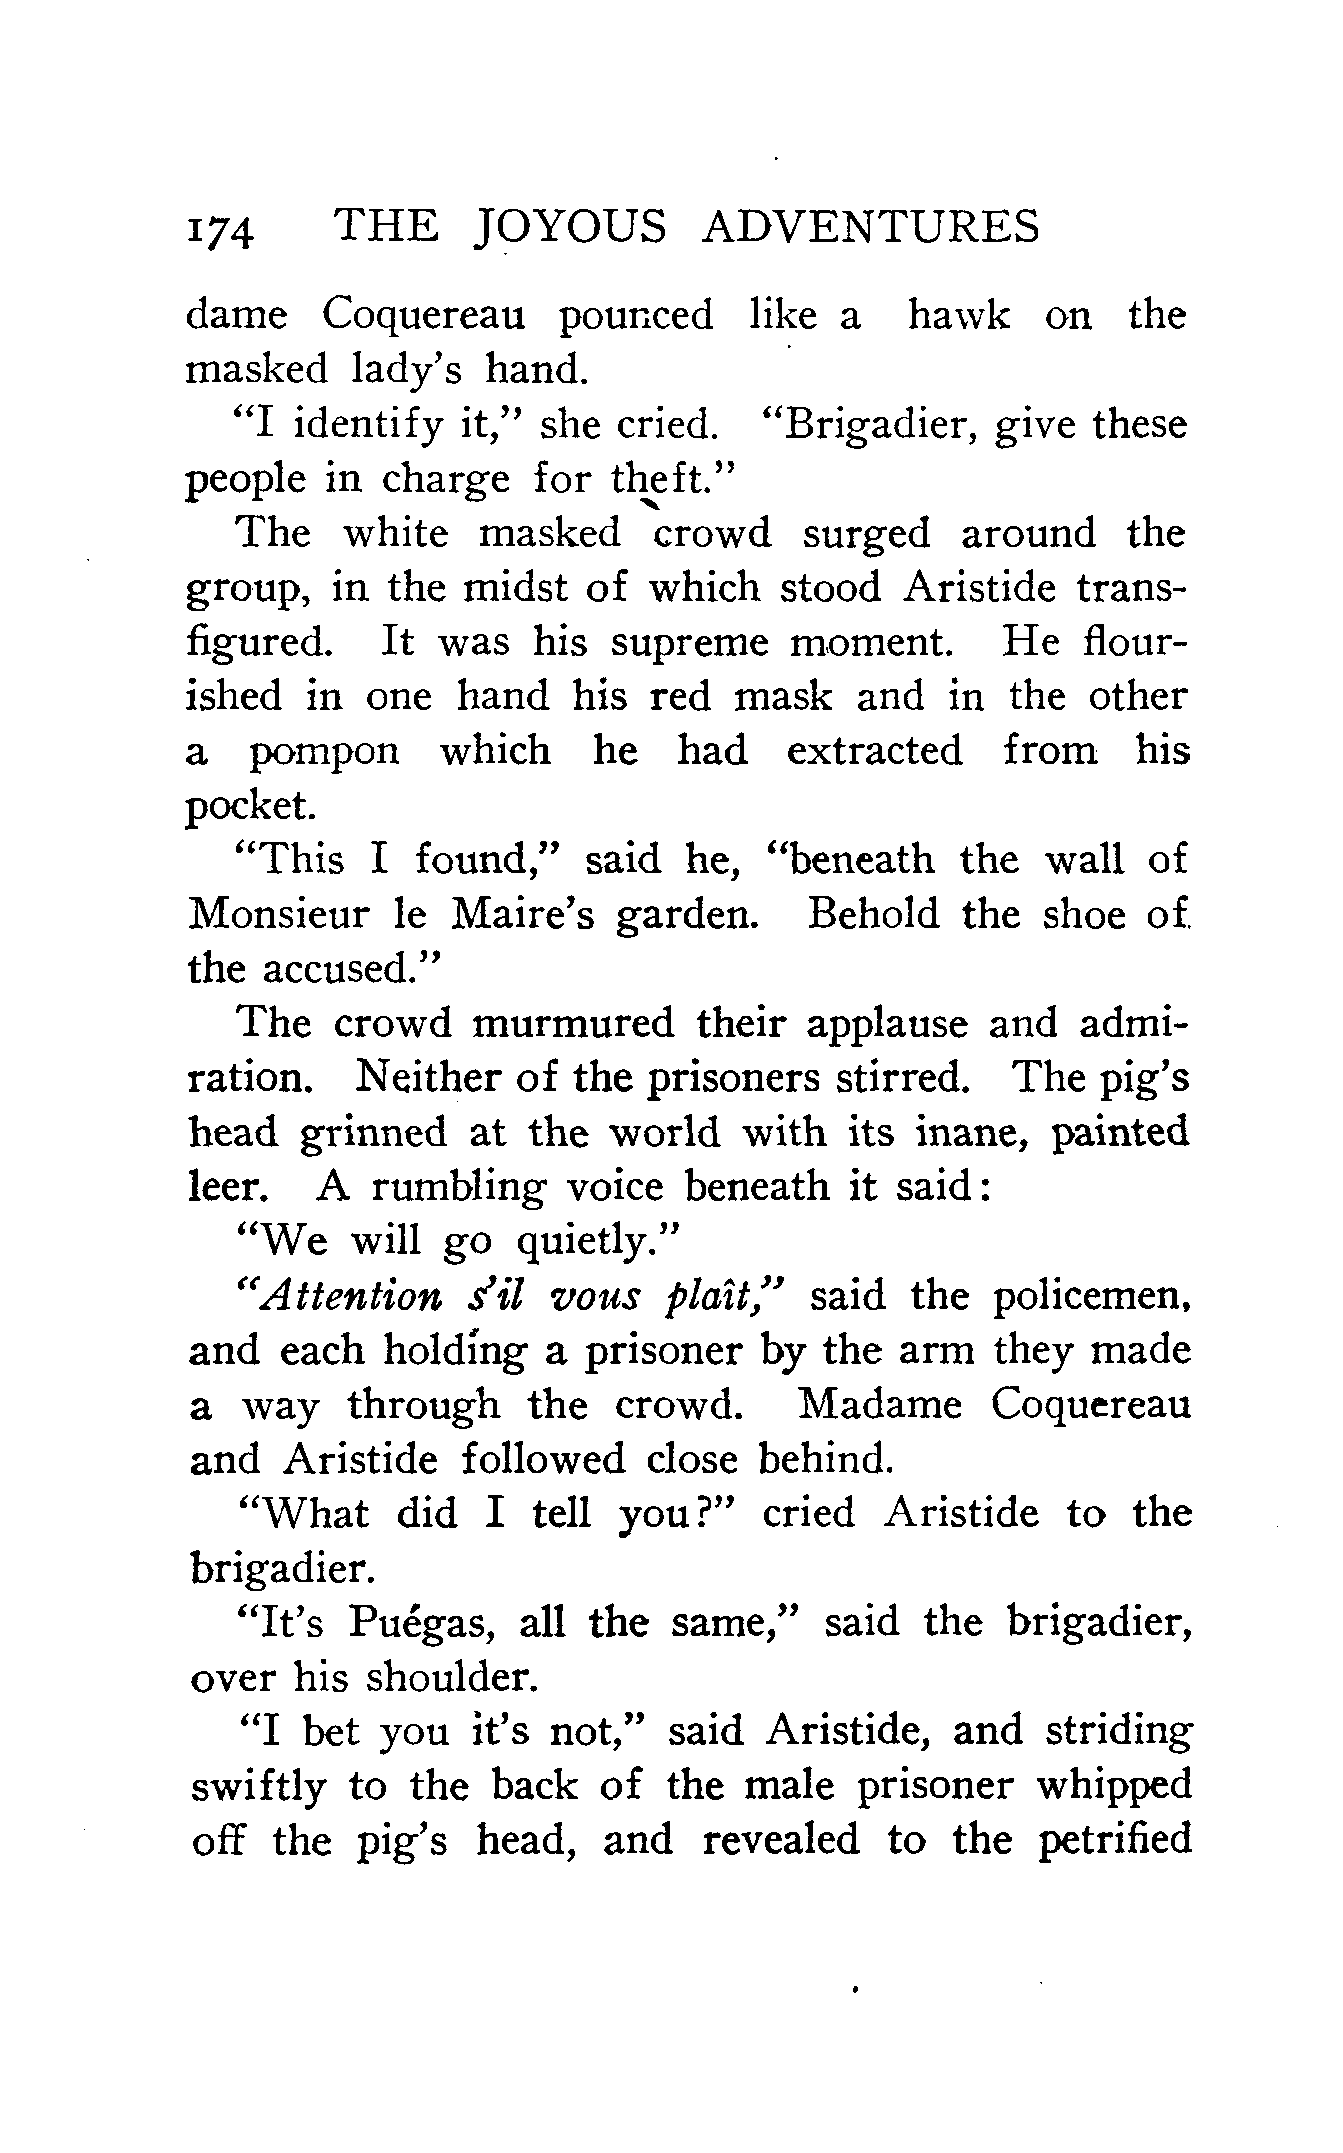 174 THE JOYOUS ADVENTURES
dame Coquereau pounced like a hawk on the
masked lady's hand.
"I identify it," she cried. "Brigadier, give these
people in charge for theft."
The white masked crowd surged around the
group, in the midst of which stood Aristide trans-
figured. It was his supreme moment. He flour-
ished in one hand his red mask and in the other
a pompon which he had extracted from his
pocket.
"This I found," said he, "beneath the wall of
Monsieur le Maire's garden. Behold the shoe of
the accused."
The crowd murmured their applause and admi-
ration. Neither of the prisoners stirred. The pig's
head grinned at the world with its inane, painted
leer. A rumbling voice beneath it said:
"We will go quietly."
"Attention s'il vous plaît," said the policemen,
and each holding a prisoner by the arm they made
a way through the crowd. Madame Coquereau
and Aristide followed close behind.
"What did I tell you?" cried Aristide to the
brigadier.
"It's Puégas, all the same," said the brigadier,
over his shoulder.
"I bet you it's not," said Aristide, and striding
swiftly to the back of the male prisoner whipped
off the pig's head, and revealed to the petrified